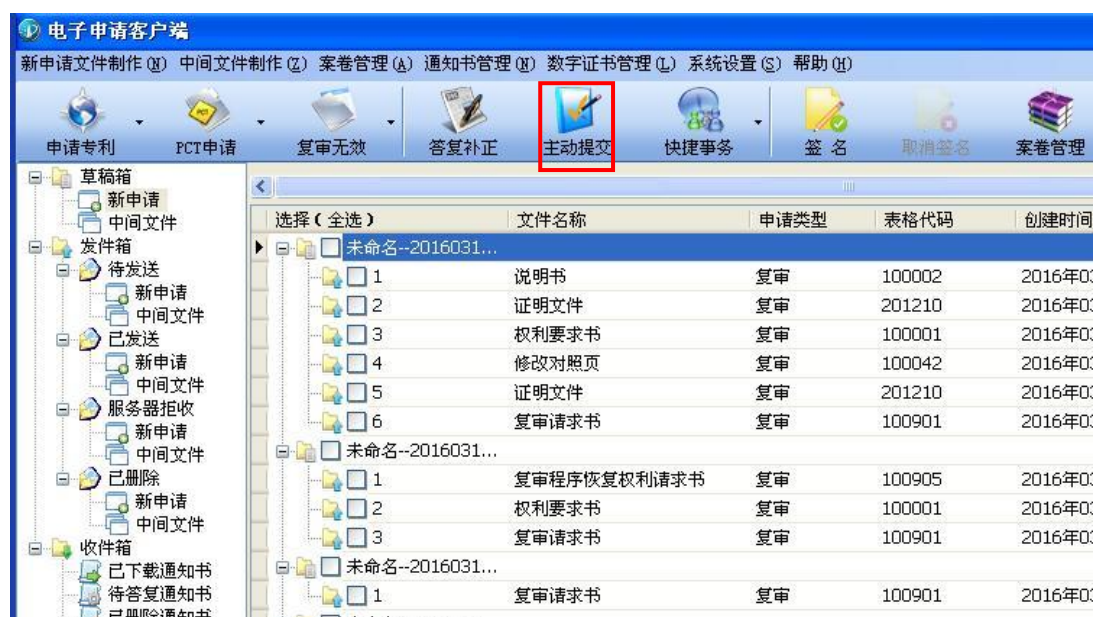 电子申请客户端
新申请文件制作(N) 中间文件制作(Z) 案卷管理(A) 通知书管理(N) 数字证书管理(L) 系统设置(S) 帮助(H)
申请专利 PCT申请 复审无效 答复补正 主动提交 快捷事务 签 名 取消签名 案卷管理
草稿箱
新申请
中间文件
发件箱
待发送
新申请
中间文件
已发送
新申请
中间文件
服务器拒收
新申请
中间文件
已删除
新申请
中间文件
收件箱
已下载通知书
待答复通知书
已删除通知书
选择(全选) 文件名称 申请类型 表格代码 创建时间
未命名--2016031...
1 说明书 复审 100002 2016年03
2 证明文件 复审 201210 2016年03
3 权利要求书 复审 100001 2016年03
4 修改对照页 复审 100042 2016年03
5 证明文件 复审 201210 2016年03
6 复审请求书 复审 100901 2016年03
未命名--2016031...
1 复审程序恢复权利请求书 复审 100905 2016年03
2 权利要求书 复审 100001 2016年03
3 复审请求书 复审 100901 2016年03
未命名--2016031...
1 复审请求书 复审 100901 2016年03